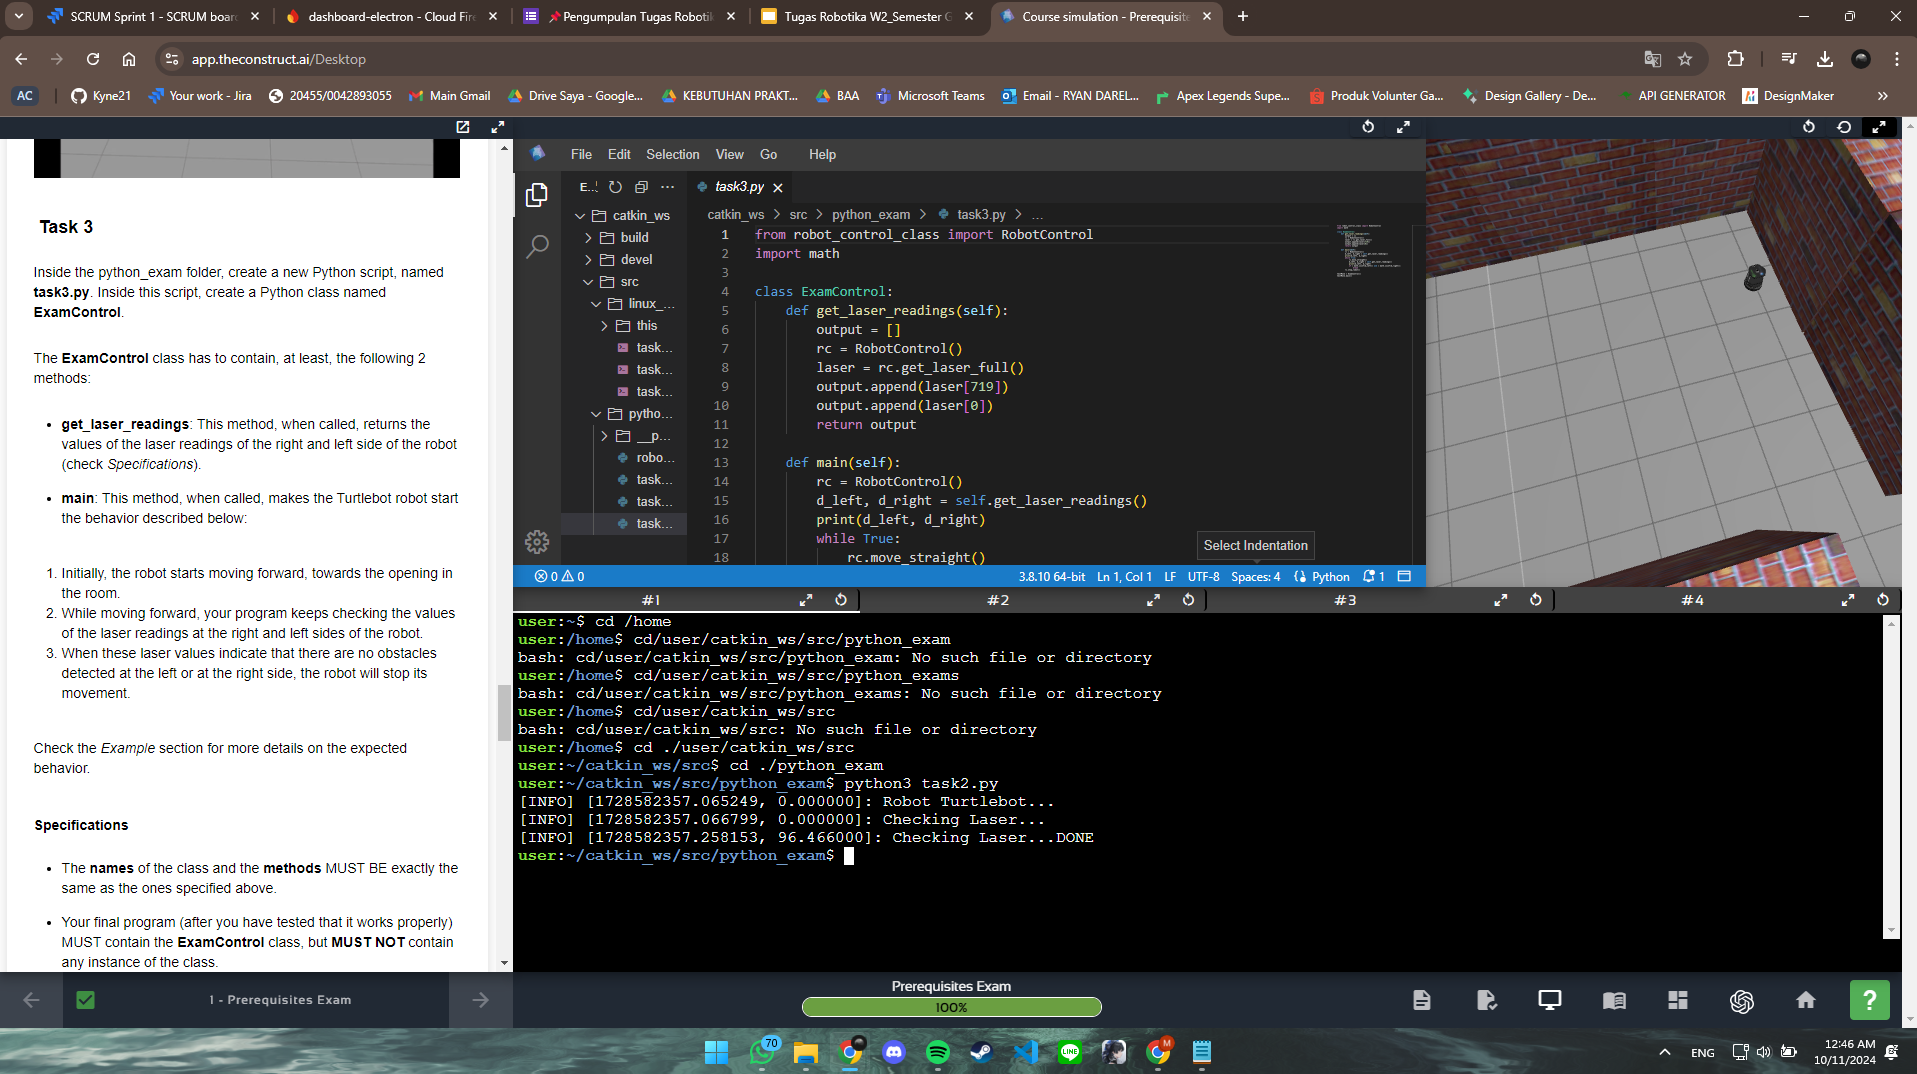 SCRUM Sprint 1 - SCRUM boar
dashboard-electron - Cloud Fire
Pengumpulan Tugas Robotik
Tugas Robotika W2_Semester G
Course simulation - Prerequisite
app.theconstruct.ai/Desktop
AC
Kyne21
Your work - Jira
20455/0042893055
Main Gmail
Drive Saya - Google...
KEBUTUHAN PRAKT...
BAA
Microsoft Teams
Email - RYAN DAREL...
Apex Legends Supe...
Produk Volunter Ga...
Design Gallery - De...
API GENERATOR
DesignMaker
Task 3
Inside the python_exam folder, create a new Python script, named
task3.py. Inside this script, create a Python class named
ExamControl.
The ExamControl class has to contain, at least, the following 2
methods:
• get_laser_readings: This method, when called, returns the
values of the laser readings of the right and left side of the robot
(check Specifications).
• main: This method, when called, makes the Turtlebot robot start
the behavior described below:
1. Initially, the robot starts moving forward, towards the opening in
the room.
2. While moving forward, your program keeps checking the values
of the laser readings at the right and left sides of the robot.
3. When these laser values indicate that there are no obstacles
detected at the left or at the right side, the robot will stop its
movement.
Check the Example section for more details on the expected
behavior.
Specifications
• The names of the class and the methods MUST BE exactly the
same as the ones specified above.
• Your final program (after you have tested that it works properly)
MUST contain the ExamControl class, but MUST NOT contain
any instance of the class.
File Edit Selection View Go Help
E...
catkin_ws
build
devel
src
linux_...
this
task...
task...
task...
pytho...
__p...
robo...
task...
task...
task...
task3.py
catkin_ws > src > python_exam > task3.py > ...
1 from robot_control_class import RobotControl
2 import math
3
4 class ExamControl:
5 def get_laser_readings(self):
6 output = []
7 rc = RobotControl()
8 laser = rc.get_laser_full()
9 output.append(laser[719])
10 output.append(laser[0])
11 return output
12
13 def main(self):
14 rc = RobotControl()
15 d_left, d_right = self.get_laser_readings()
16 print(d_left, d_right)
17 while True:
18 rc.move_straight()
Select Indentation
0 0
3.8.10 64-bit Ln 1, Col 1 LF UTF-8 Spaces: 4 Python 1
#1
#2
#3
#4
user:~$ cd /home
user:/home$ cd/user/catkin_ws/src/python_exam
bash: cd/user/catkin_ws/src/python_exam: No such file or directory
user:/home$ cd/user/catkin_ws/src/python_exams
bash: cd/user/catkin_ws/src/python_exams: No such file or directory
user:/home$ cd/user/catkin_ws/src
bash: cd/user/catkin_ws/src: No such file or directory
user:/home$ cd ./user/catkin_ws/src
user:~/catkin_ws/src$ cd ./python_exam
user:~/catkin_ws/src/python_exam$ python3 task2.py
[INFO] [1728582357.065249, 0.000000]: Robot Turtlebot...
[INFO] [1728582357.066799, 0.000000]: Checking Laser...
[INFO] [1728582357.258153, 96.466000]: Checking Laser...DONE
user:~/catkin_ws/src/python_exam$
1 - Prerequisites Exam
Prerequisites Exam
100%
?
70
M
LINE
ENG
12:46 AM
10/11/2024